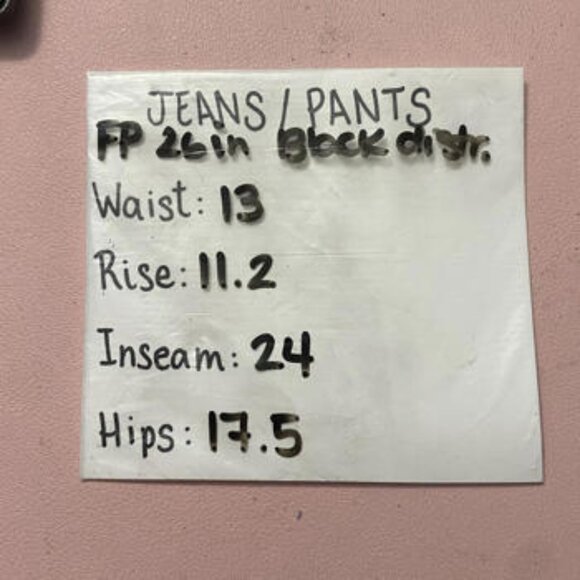 JEANS / PANTS
FP 26in Black distr.
Waist: 13
Rise: 11.2
Inseam: 24
Hips: 17.5